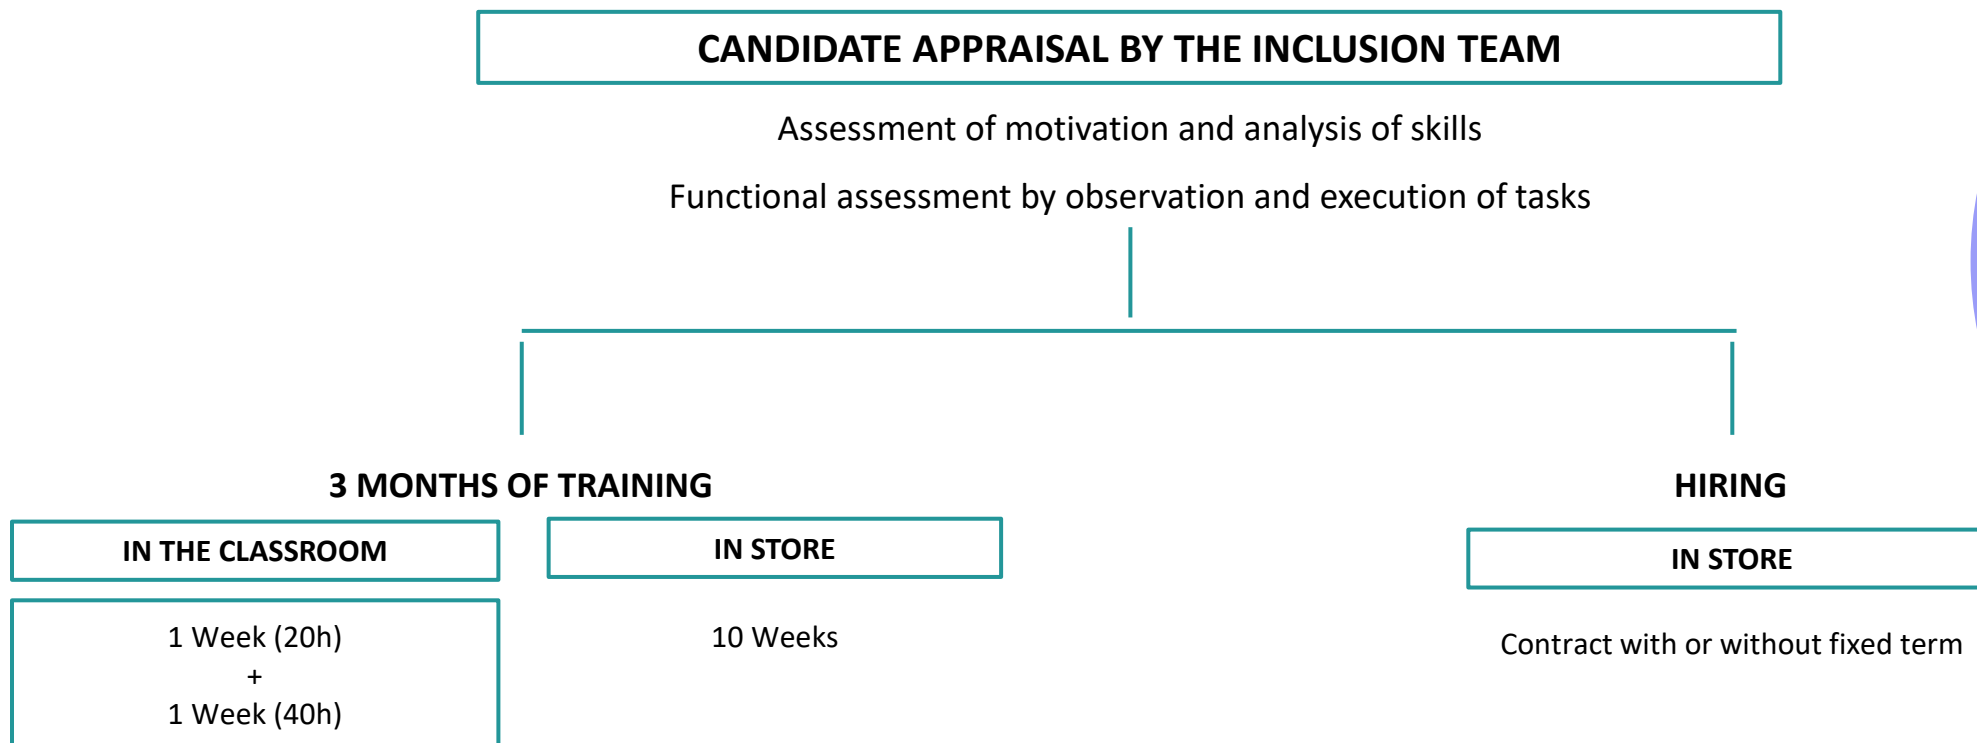 CANDIDATE APPRAISAL BY THE INCLUSION TEAM
Assessment of motivation and analysis of skills
Functional assessment by observation and execution of tasks
3 MONTHS OF TRAINING
IN THE CLASSROOM
1 Week (20h)
+
1 Week (40h)
IN STORE
10 Weeks
HIRING
IN STORE
Contract with or without fixed term